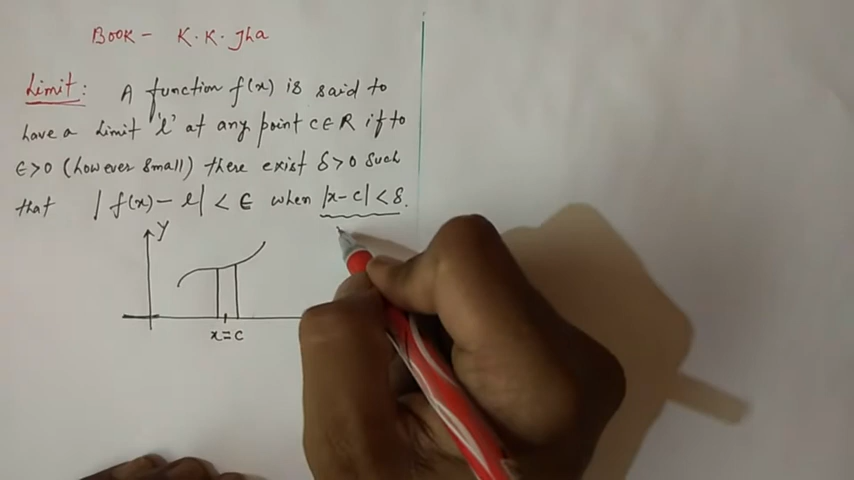 Book - K.K. Jha
Limit: A function f(x) is said to
have a limit 'l' at any point c∈R if to
∈>0 (however small) there exist δ>0 such
that |f(x) - l| < ∈ when |x-c| < δ.
y
x=c